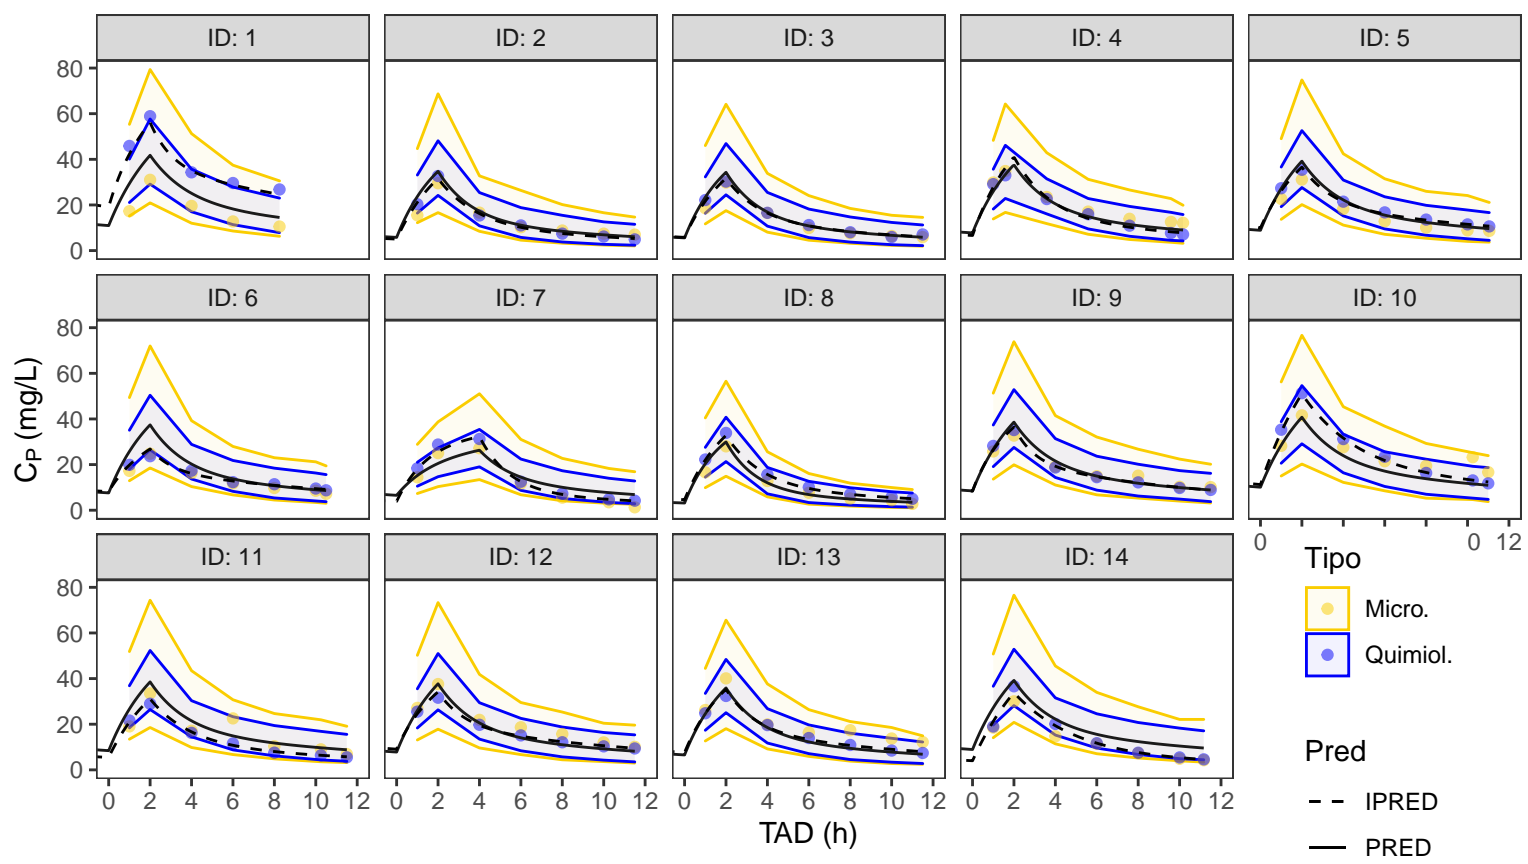 ID: 1 ID: 2 ID: 3 ID: 4 ID: 5
80
60
40
20
0
ID: 6 ID: 7 ID: 8 ID: 9 ID: 10
80
60
40
20
0
0 0 12
ID: 11 ID: 12 ID: 13 ID: 14
80
60
40
20
0
0 2 4 6 8 10 12 0 2 4 6 8 10 12 0 2 4 6 8 10 12 0 2 4 6 8 10 12
CP (mg/L)
TAD (h)
Tipo
Micro.
Quimiol.
Pred
IPRED
PRED